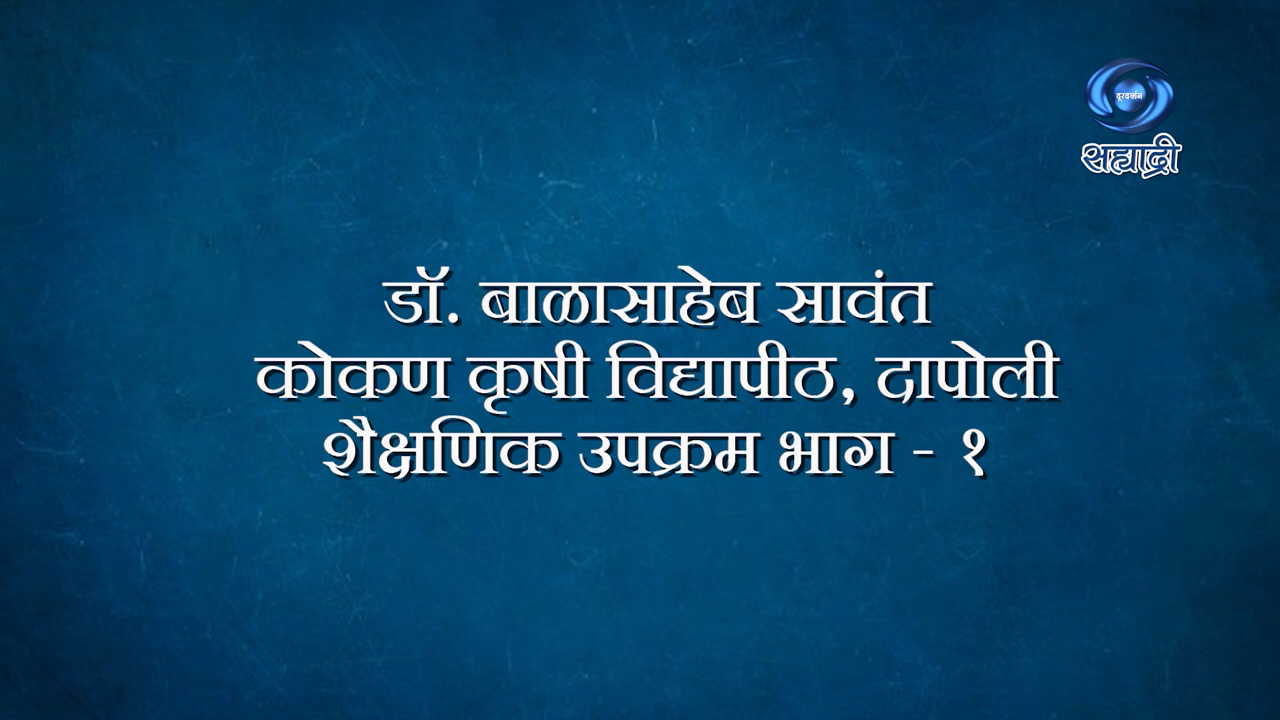 दूरदर्शन
सह्याद्री
डॉ. बाळासाहेब सावंत
कोकण कृषी विद्यापीठ, दापोली
शैक्षणिक उपक्रम भाग - १